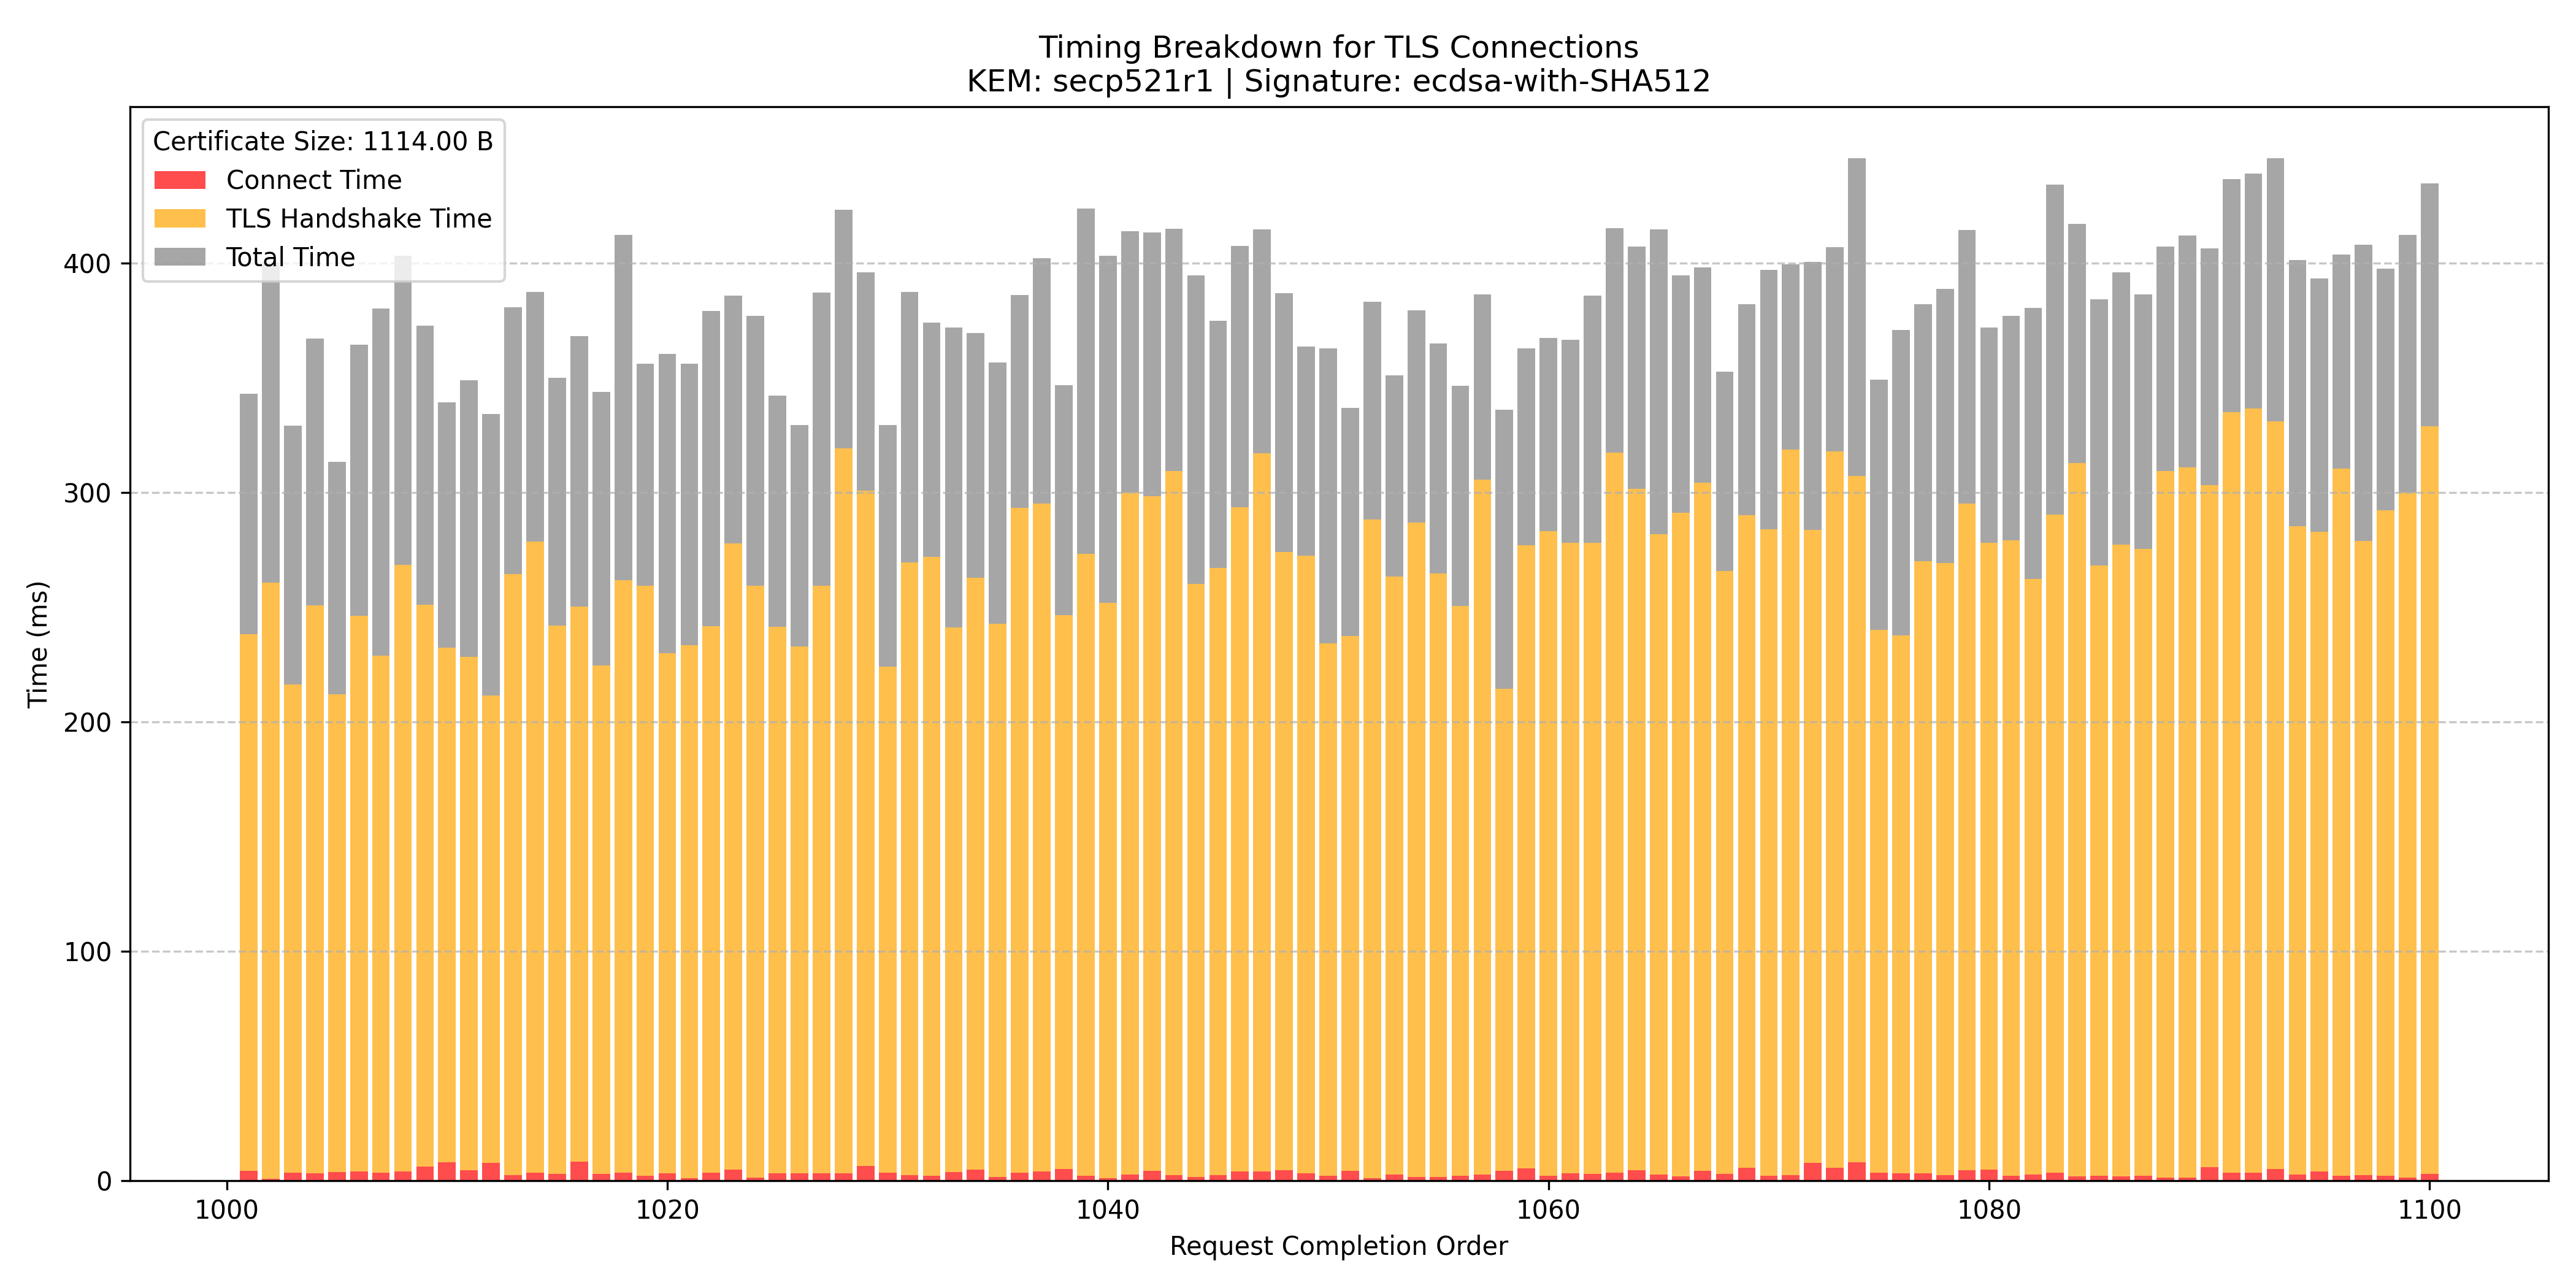 Timing Breakdown for TLS Connections
KEM: secp521r1 | Signature: ecdsa-with-SHA512
Certificate Size: 1114.00 B
Connect Time
TLS Handshake Time
Total Time
400
300
200
100
0
Time (ms)
1000 1020 1040 1060 1080 1100
Request Completion Order